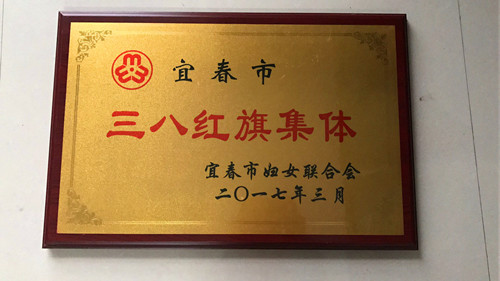 宜春市
三八红旗集体
宜春市妇女联合会
二〇一七年三月